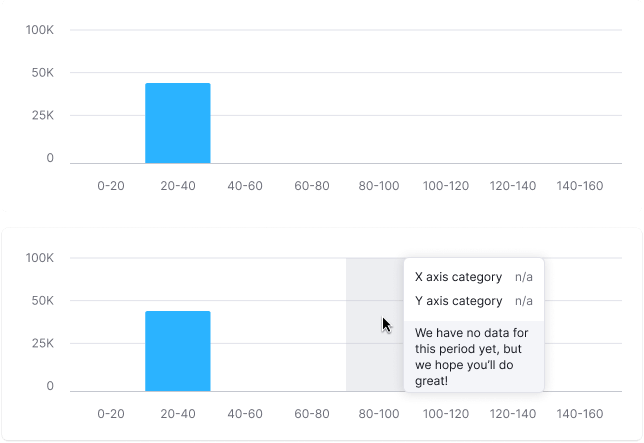 100K
50K
25K
0
0-20 20-40 40-60 60-80 80-100 100-120 120-140 140-160
100K
50K
25K
0
X axis category n/a
Y axis category n/a
We have no data for
this period yet, but
we hope you'll do
great!
0-20 20-40 40-60 60-80 80-100 100-120 120-140 140-160